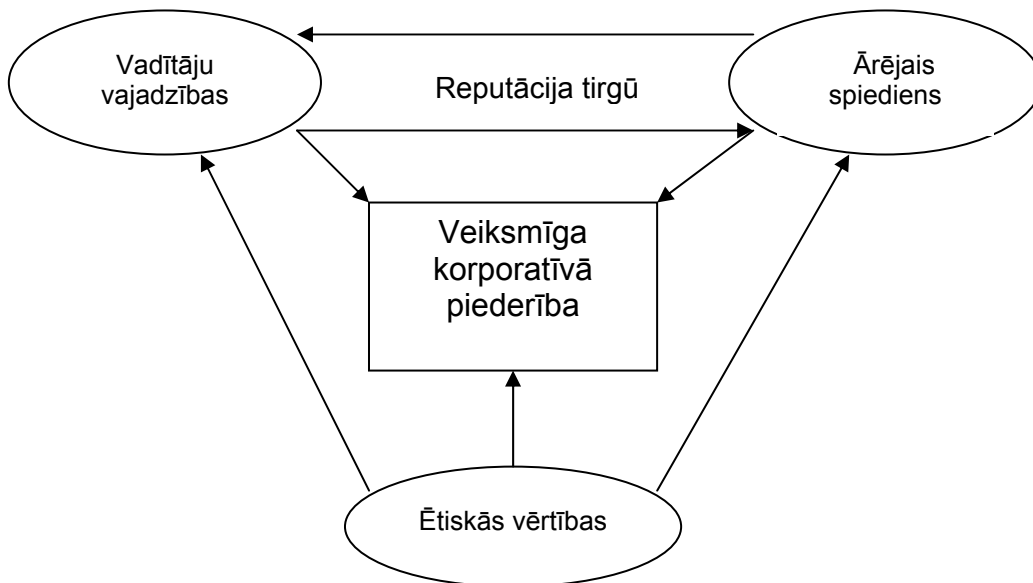 Vadītāju
vajadzības
Reputācija tirgū
Ārējais
spiediens
Veiksmīga
korporatīvā
piederība
Ētiskās vērtības